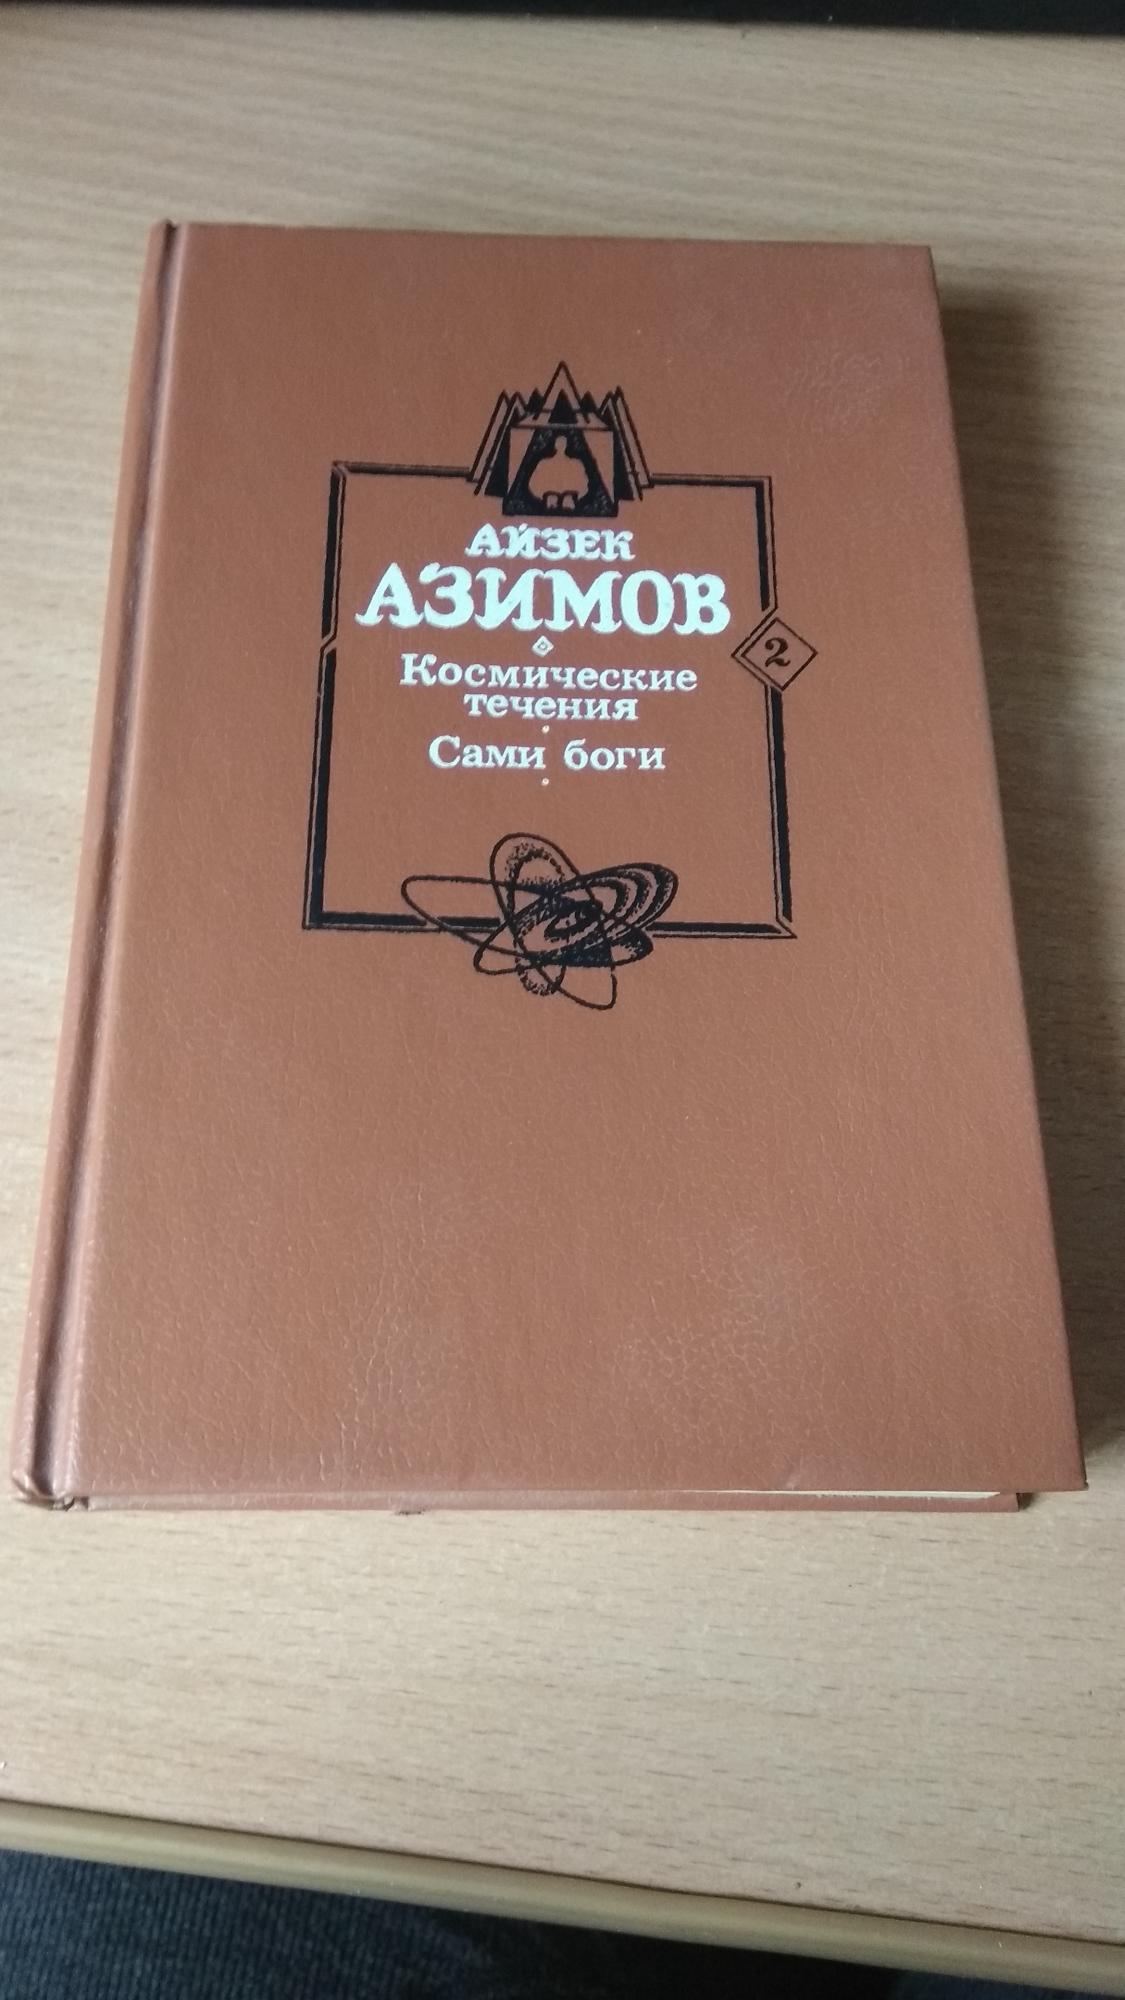 АЙЗЕК
АЗИМОВ
2
Космические
течения
Сами боги